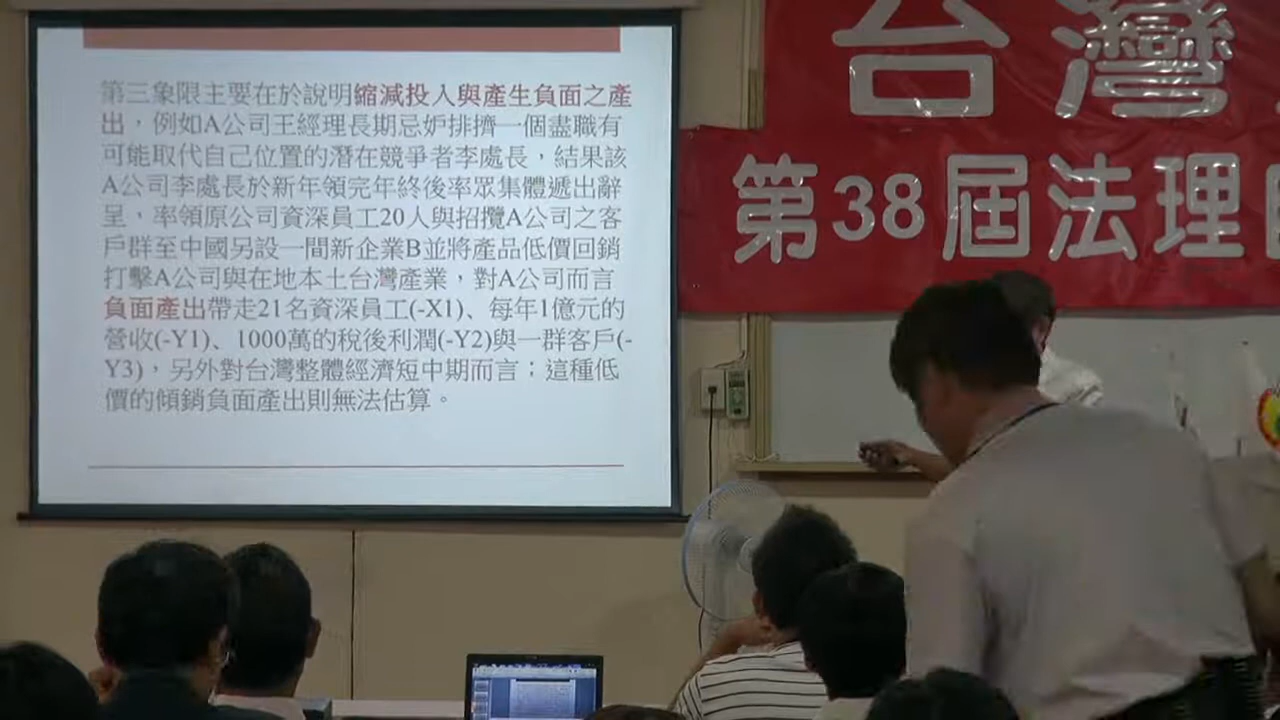 第三象限主要在於說明縮減投入與產生負面之產
出，例如A公司王經理長期忌妒排擠一個盡職有
可能取代自己位置的潛在競爭者李處長，結果該
A公司李處長於新年領完年終後率眾集體遞出辭
呈，率領原公司資深員工20人與招攬A公司之客
戶群至中國另設一間新企業B並將產品低價回銷
打擊A公司與在地本土台灣產業，對A公司而言
負面產出帶走21名資深員工(-X1)、每年1億元的
營收(-Y1)、1000萬的稅後利潤(-Y2)與一群客戶(-
Y3)，另外對台灣整體經濟短中期而言；這種低
價的傾銷負面產出則無法估算。
台灣
第38屆法理